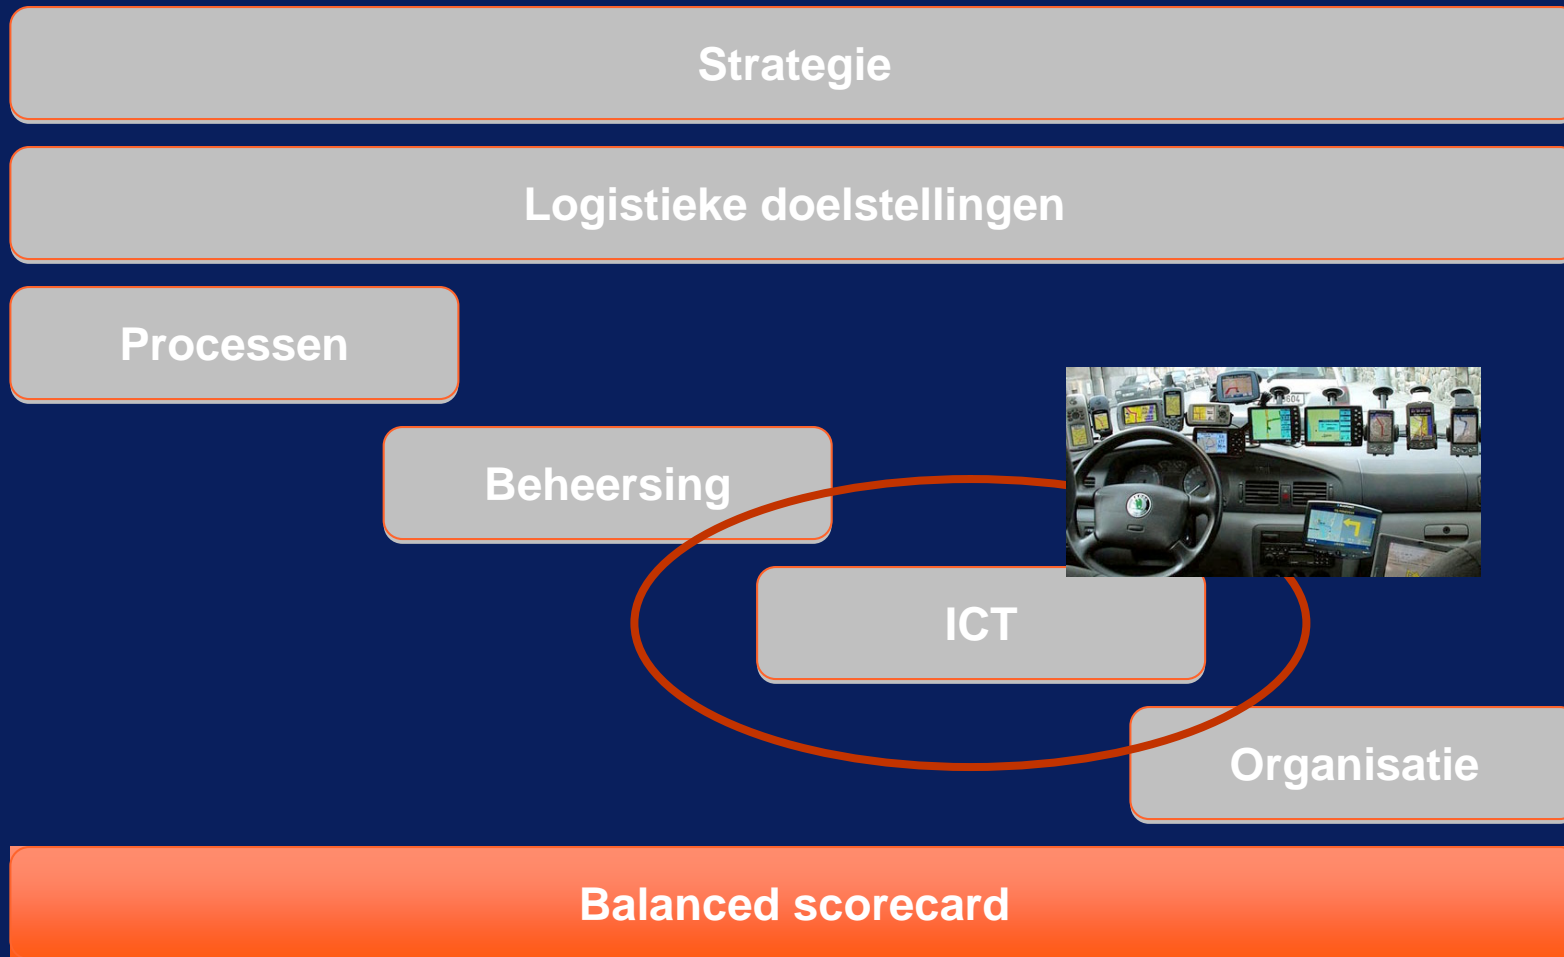 Strategie
Logistieke doelstellingen
Processen
Beheersing
ICT
Organisatie
Balanced scorecard